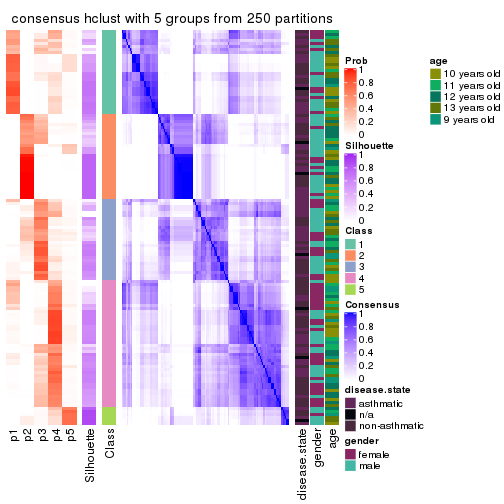 consensus hclust with 5 groups from 250 partitions
p1
p2
p3
p4
p5
Silhouette
Class
disease.state
gender
age
Prob
1
0.8
0.6
0.4
0.2
0
Silhouette
1
0.8
0.6
0.4
0.2
0
Class
1
2
3
4
5
Consensus
1
0.8
0.6
0.4
0.2
0
disease.state
asthmatic
n/a
non-asthmatic
gender
female
male
age
10 years old
11 years old
12 years old
13 years old
9 years old